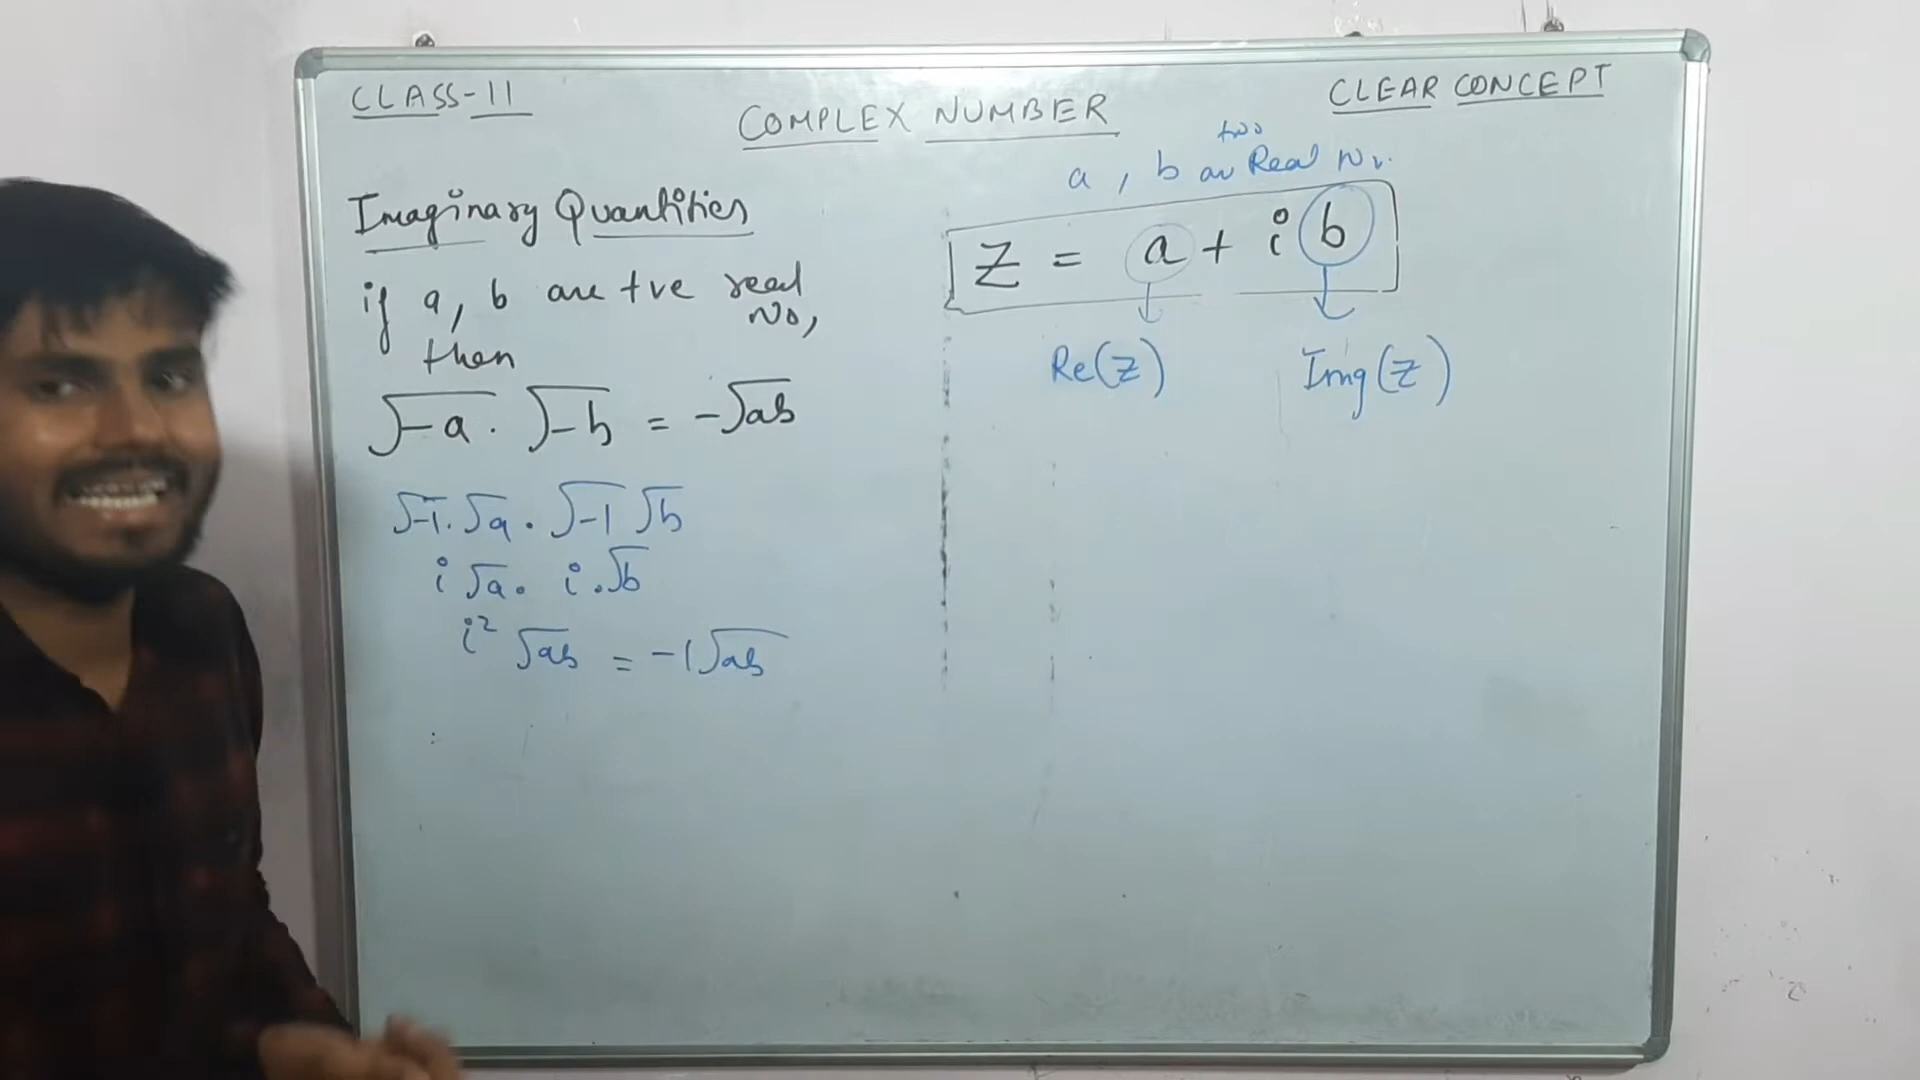 CLASS-11
COMPLEX NUMBER
CLEAR CONCEPT
Imaginary Quantities
if a, b are +ve real
No,
then
√-a . √-b = -√ab
√-1 . √a . √-1 √b
i √a . i . √b
i² √ab = -1√ab
two
a , b are Real No.
Z = a + i b
Re(z) Img(z)